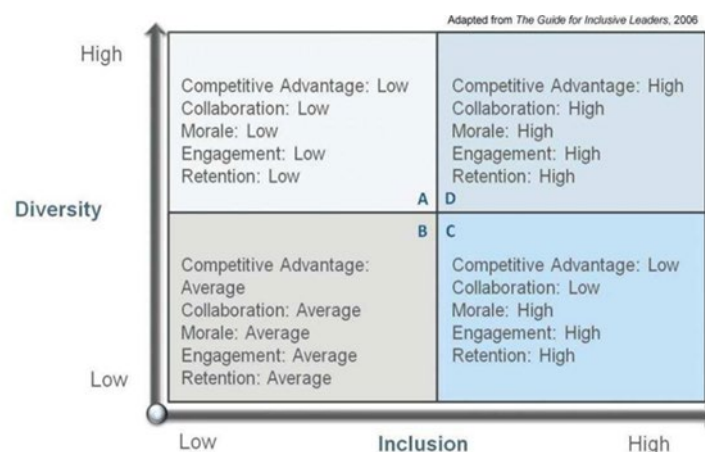 Adapted from The Guide for Inclusive Leaders, 2006
High
Competitive Advantage: Low
Collaboration: Low
Morale: Low
Engagement: Low
Retention: Low
A
Competitive Advantage: High
Collaboration: High
Morale: High
Engagement: High
Retention: High
D
Diversity
B
Competitive Advantage:
Average
Collaboration: Average
Morale: Average
Engagement: Average
Retention: Average
C
Competitive Advantage: Low
Collaboration: Low
Morale: High
Engagement: High
Retention: High
Low
Low
Inclusion
High